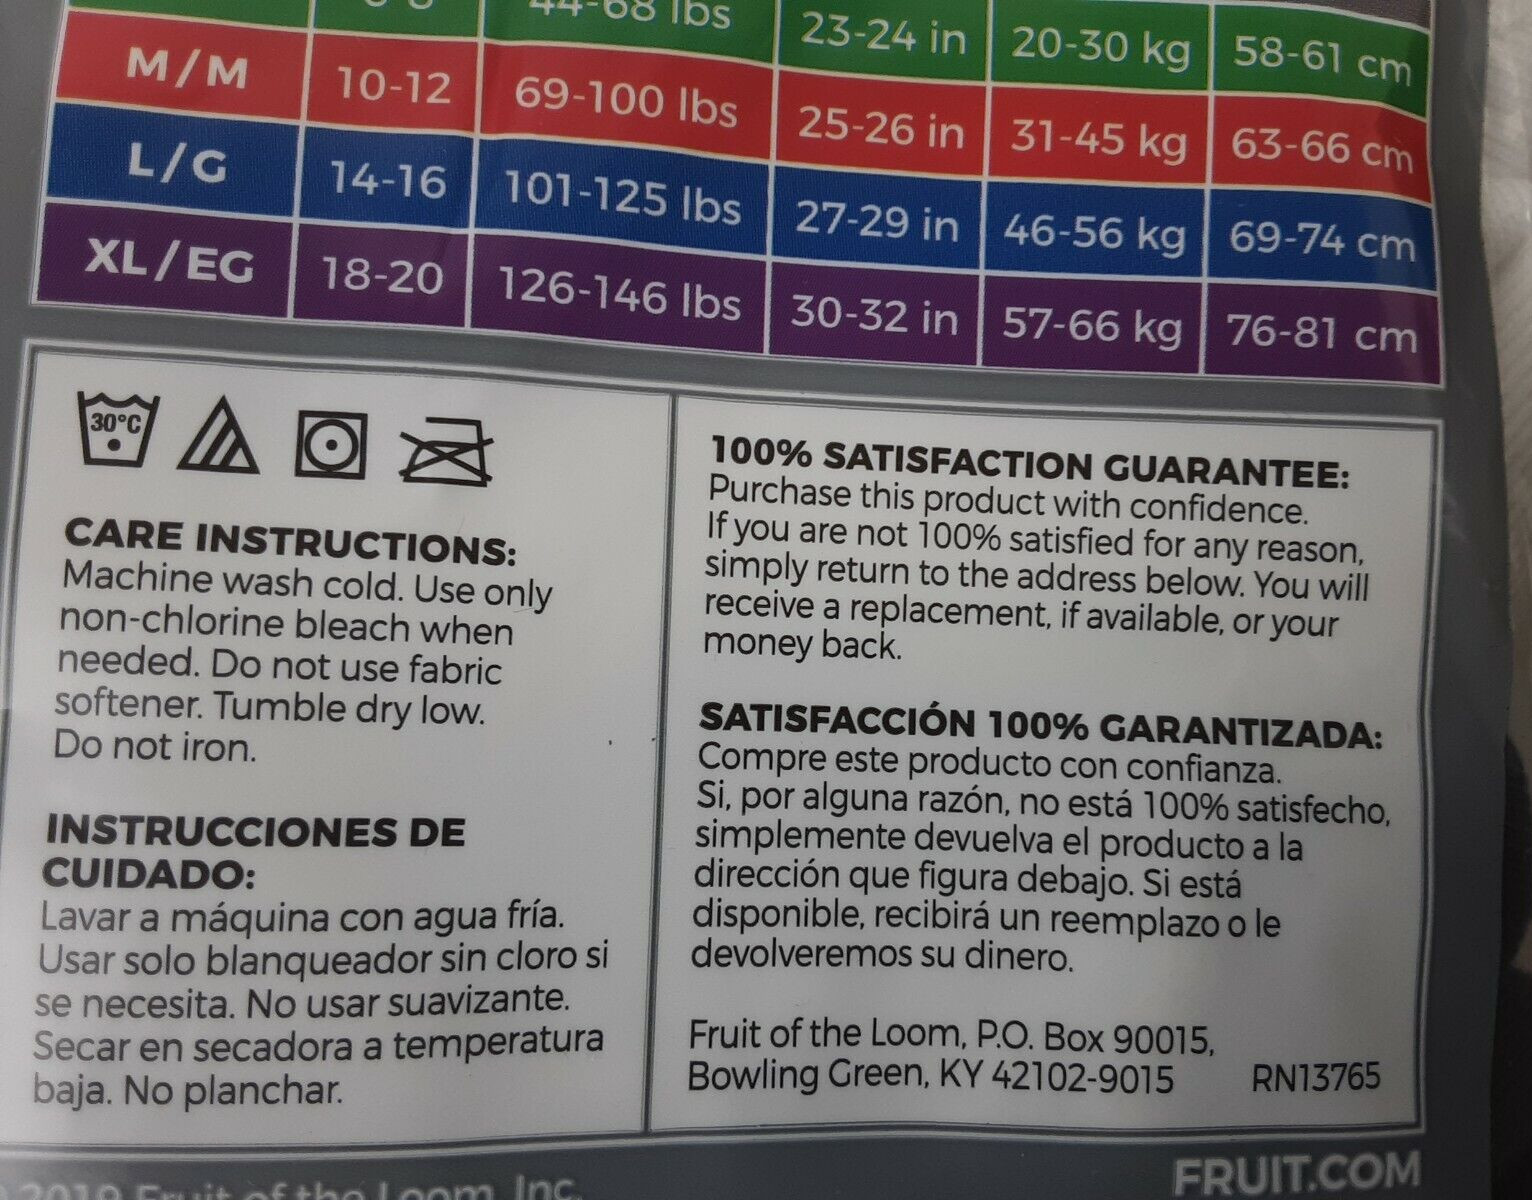 44-68 lbs 23-24 in 20-30 kg 58-61 cm
M/M 10-12 69-100 lbs 25-26 in 31-45 kg 63-66 cm
L/G 14-16 101-125 lbs 27-29 in 46-56 kg 69-74 cm
XL/EG 18-20 126-146 lbs 30-32 in 57-66 kg 76-81 cm
30°C
CARE INSTRUCTIONS:
Machine wash cold. Use only
non-chlorine bleach when
needed. Do not use fabric
softener. Tumble dry low.
Do not iron.
INSTRUCCIONES DE
CUIDADO:
Lavar a máquina con agua fría.
Usar solo blanqueador sin cloro si
se necesita. No usar suavizante.
Secar en secadora a temperatura
baja. No planchar.
100% SATISFACTION GUARANTEE:
Purchase this product with confidence.
If you are not 100% satisfied for any reason,
simply return to the address below. You will
receive a replacement, if available, or your
money back.
SATISFACCIÓN 100% GARANTIZADA:
Compre este producto con confianza.
Si, por alguna razón, no está 100% satisfecho,
simplemente devuelva el producto a la
dirección que figura debajo. Si está
disponible, recibirá un reemplazo o le
devolveremos su dinero.
Fruit of the Loom, P.O. Box 90015,
Bowling Green, KY 42102-9015 RN13765
2019 Fruit of the Loom, Inc.
FRUIT.COM